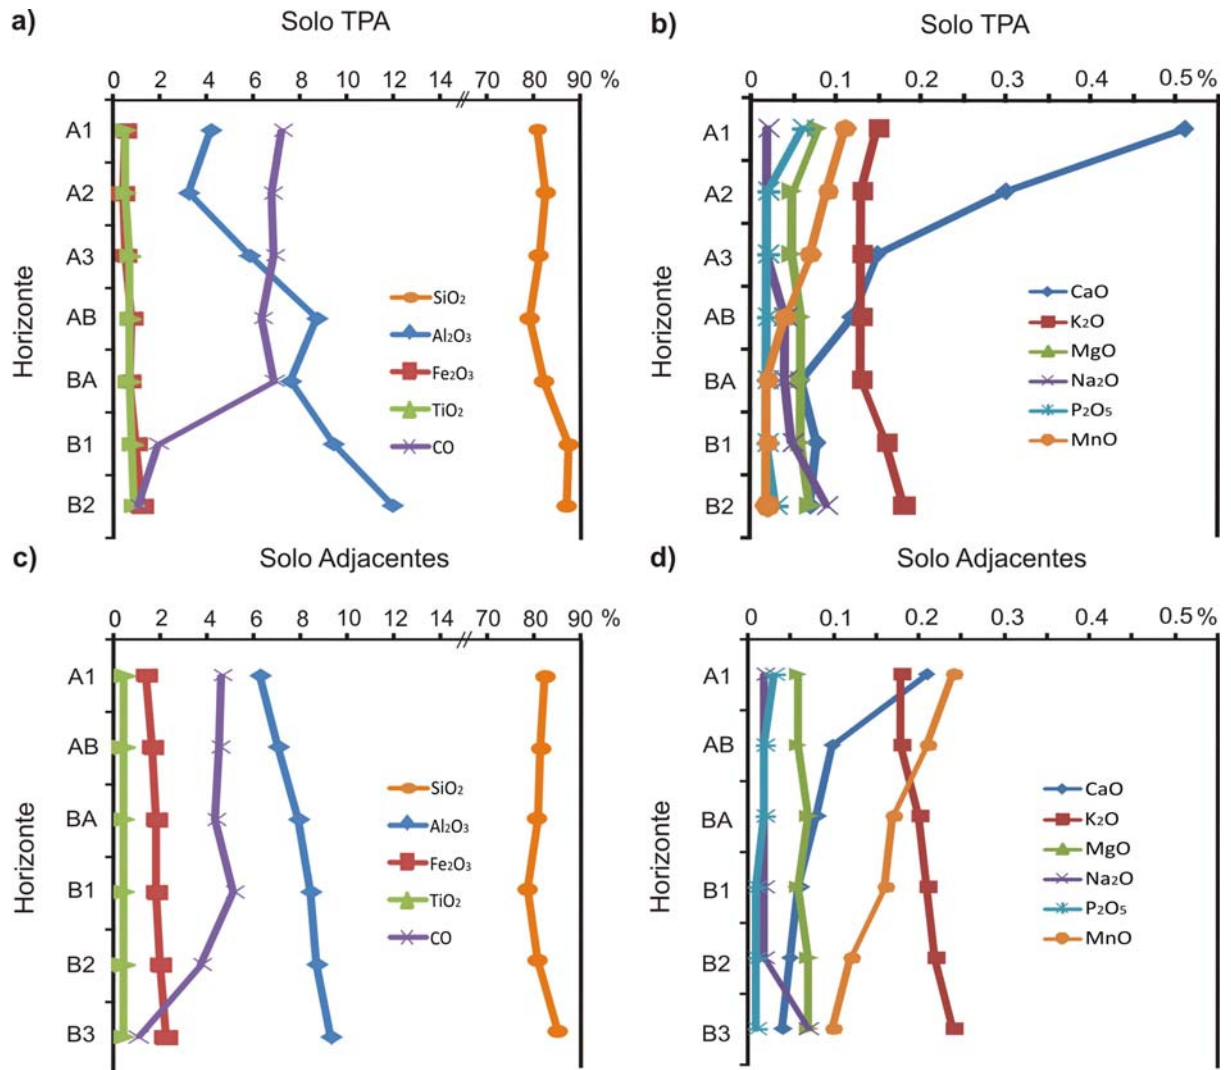 a)
Solo TPA
0 2 4 6 8 10 12 14 // 70 80 90 %
A1
A2
A3
AB
BA
B1
B2
Horizonte
SiO₂
Al₂O₃
Fe₂O₃
TiO₂
CO
b)
Solo TPA
0 0.1 0.2 0.3 0.4 0.5%
A1
A2
A3
AB
BA
B1
B2
Horizonte
CaO
K₂O
MgO
Na₂O
P₂O₅
MnO
c)
Solo Adjacentes
0 2 4 6 8 10 12 14 // 70 80 90 %
A1
AB
BA
B1
B2
B3
Horizonte
SiO₂
Al₂O₃
Fe₂O₃
TiO₂
CO
d)
Solo Adjacentes
0 0.1 0.2 0.3 0.4 0.5%
A1
AB
BA
B1
B2
B3
Horizonte
CaO
K₂O
MgO
Na₂O
P₂O₅
MnO